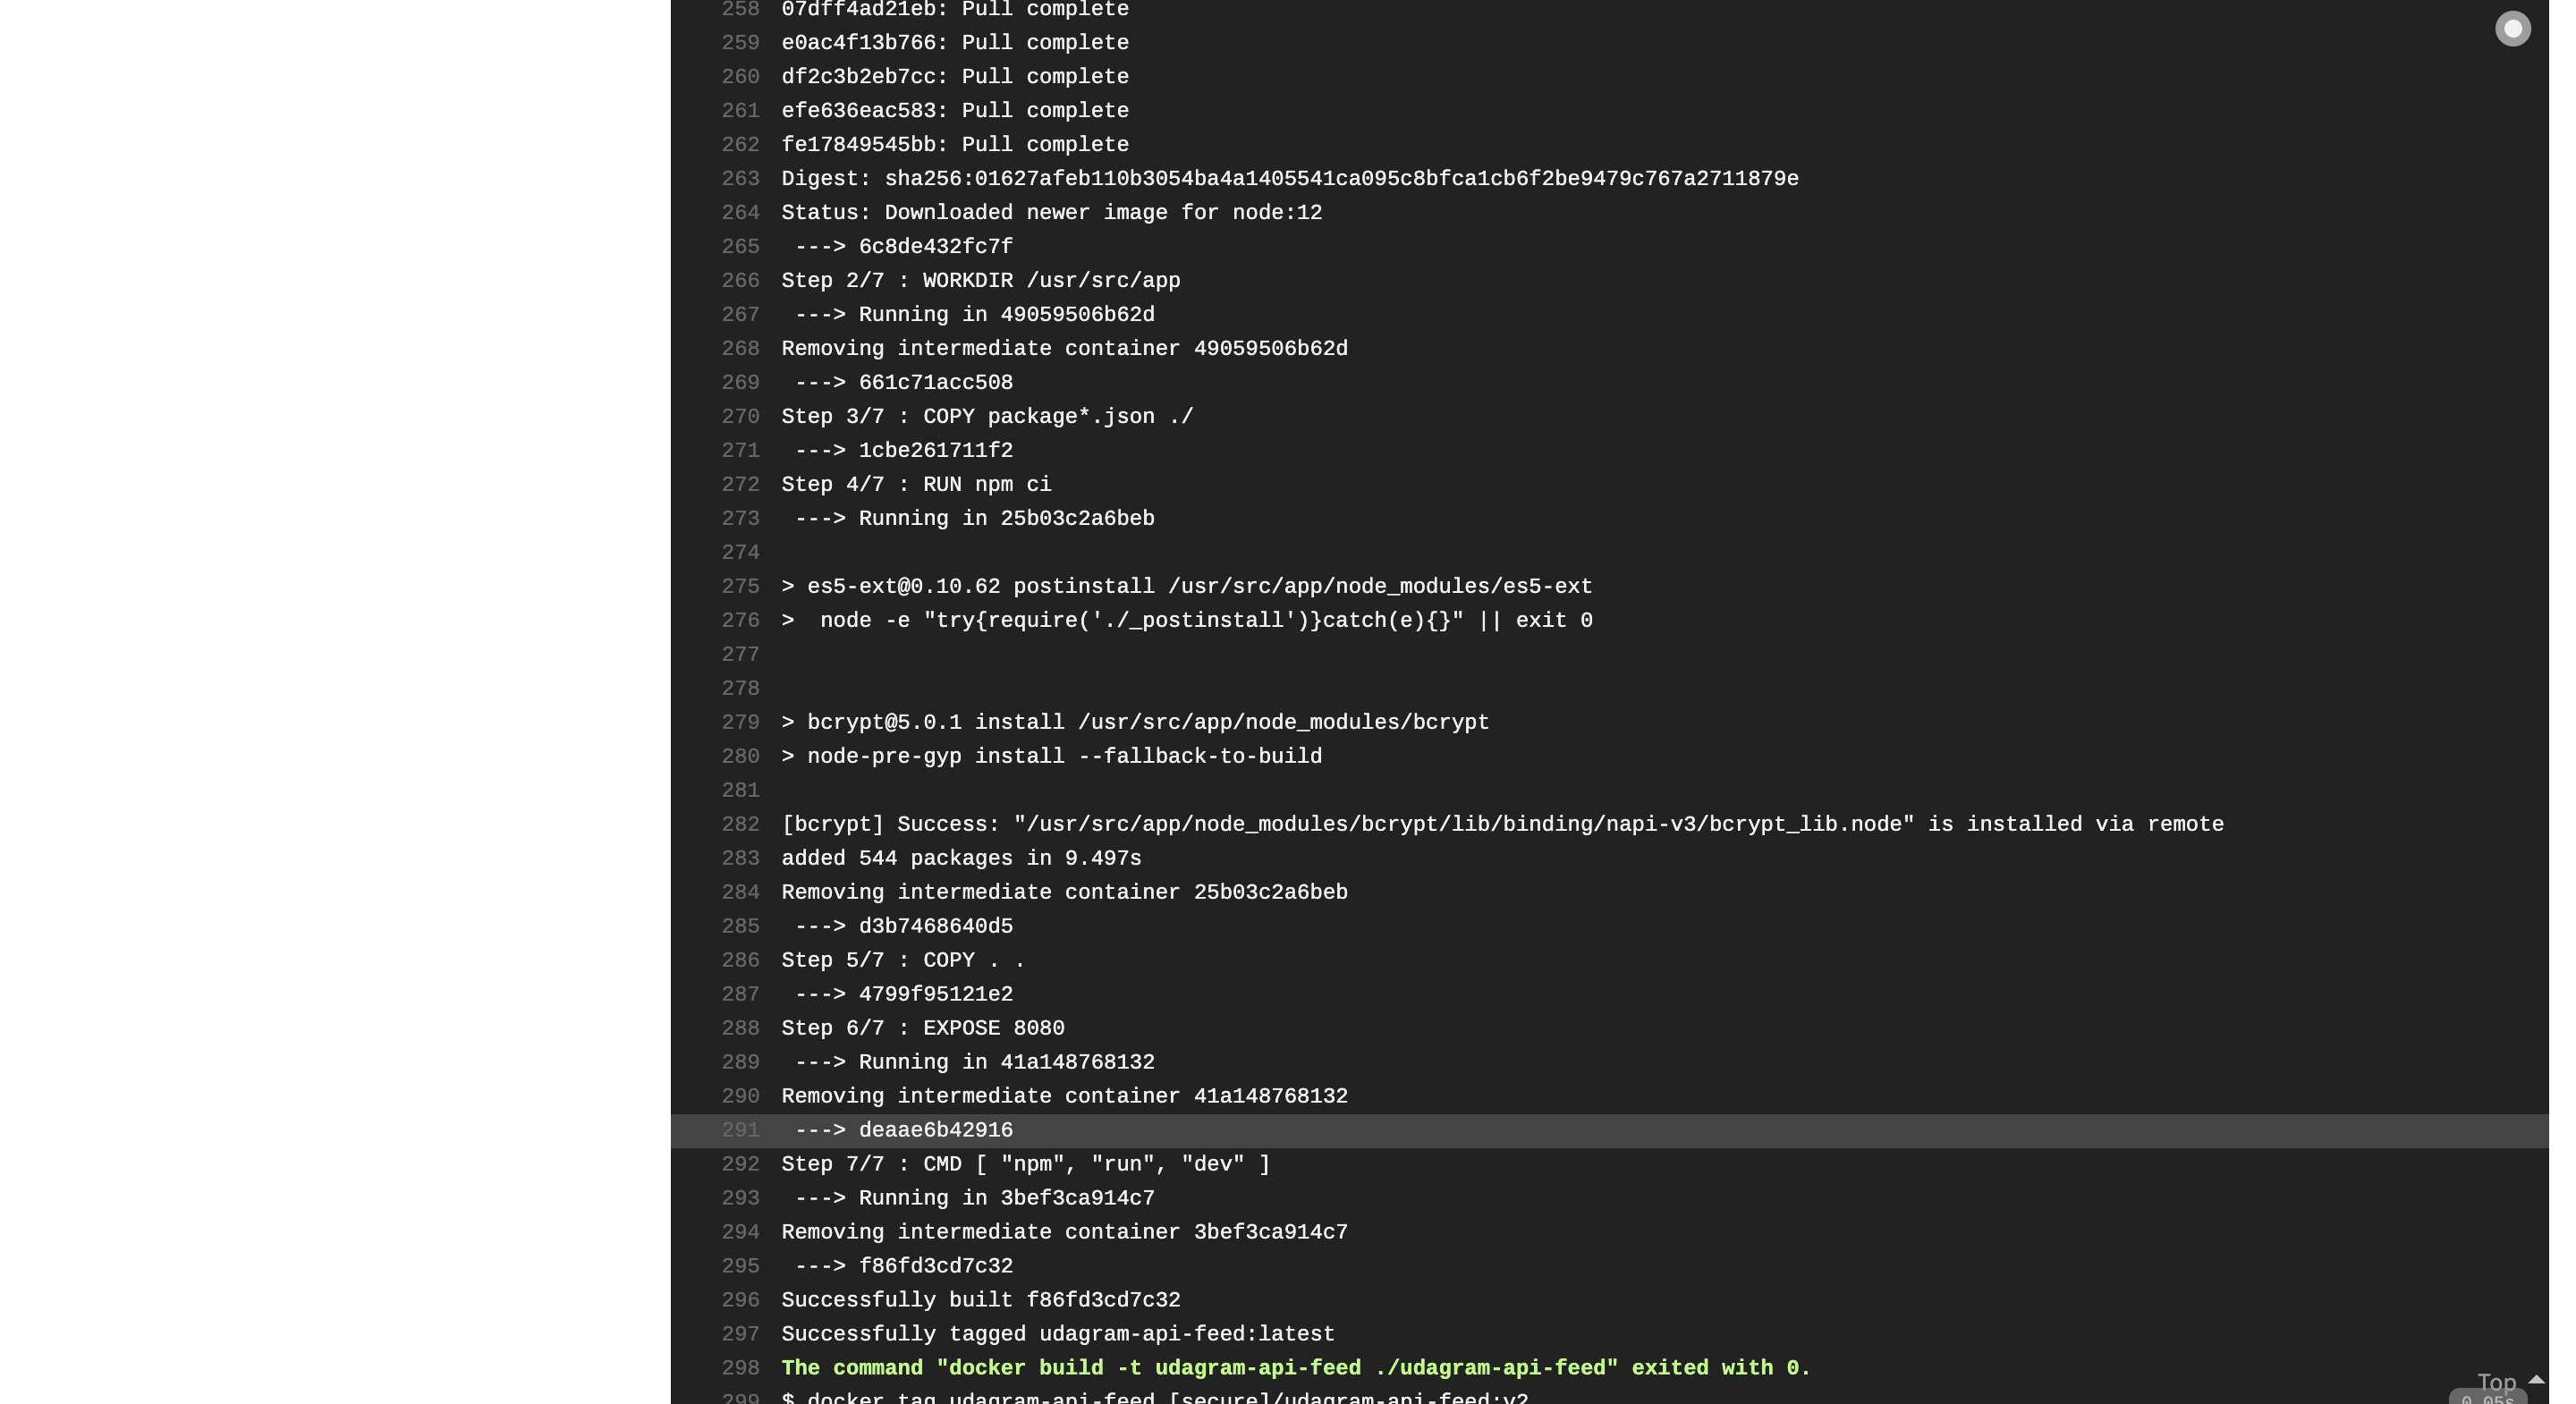 258 07dff4ad21eb: Pull complete
259 e0ac4f13b766: Pull complete
260 df2c3b2eb7cc: Pull complete
261 efe636eac583: Pull complete
262 fe17849545bb: Pull complete
263 Digest: sha256:01627afeb110b3054ba4a1405541ca095c8bfca1cb6f2be9479c767a2711879e
264 Status: Downloaded newer image for node:12
265 ---> 6c8de432fc7f
266 Step 2/7 : WORKDIR /usr/src/app
267 ---> Running in 49059506b62d
268 Removing intermediate container 49059506b62d
269 ---> 661c71acc508
270 Step 3/7 : COPY package*.json ./
271 ---> 1cbe261711f2
272 Step 4/7 : RUN npm ci
273 ---> Running in 25b03c2a6beb
274
275 > es5-ext@0.10.62 postinstall /usr/src/app/node_modules/es5-ext
276 >  node -e "try{require('./_postinstall')}catch(e){}" || exit 0
277
278
279 > bcrypt@5.0.1 install /usr/src/app/node_modules/bcrypt
280 > node-pre-gyp install --fallback-to-build
281
282 [bcrypt] Success: "/usr/src/app/node_modules/bcrypt/lib/binding/napi-v3/bcrypt_lib.node" is installed via remote
283 added 544 packages in 9.497s
284 Removing intermediate container 25b03c2a6beb
285 ---> d3b7468640d5
286 Step 5/7 : COPY . .
287 ---> 4799f95121e2
288 Step 6/7 : EXPOSE 8080
289 ---> Running in 41a148768132
290 Removing intermediate container 41a148768132
291 ---> deaae6b42916
292 Step 7/7 : CMD [ "npm", "run", "dev" ]
293 ---> Running in 3bef3ca914c7
294 Removing intermediate container 3bef3ca914c7
295 ---> f86fd3cd7c32
296 Successfully built f86fd3cd7c32
297 Successfully tagged udagram-api-feed:latest
298 The command "docker build -t udagram-api-feed ./udagram-api-feed" exited with 0.
Top
299 $ docker tag udagram-api-feed [secure]/udagram-api-feed:v2
0.05s